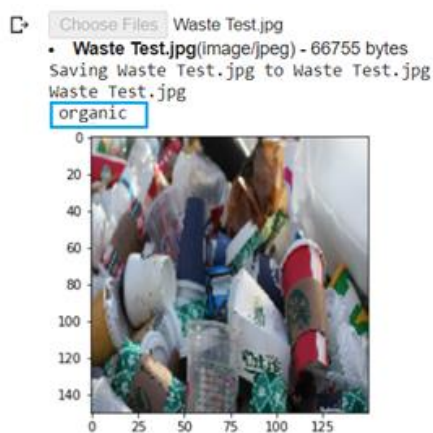 Choose Files Waste Test.jpg
• Waste Test.jpg(image/jpeg) - 66755 bytes
Saving Waste Test.jpg to Waste Test.jpg
Waste Test.jpg
organic
0
20
40
60
80
100
120
140
0 25 50 75 100 125